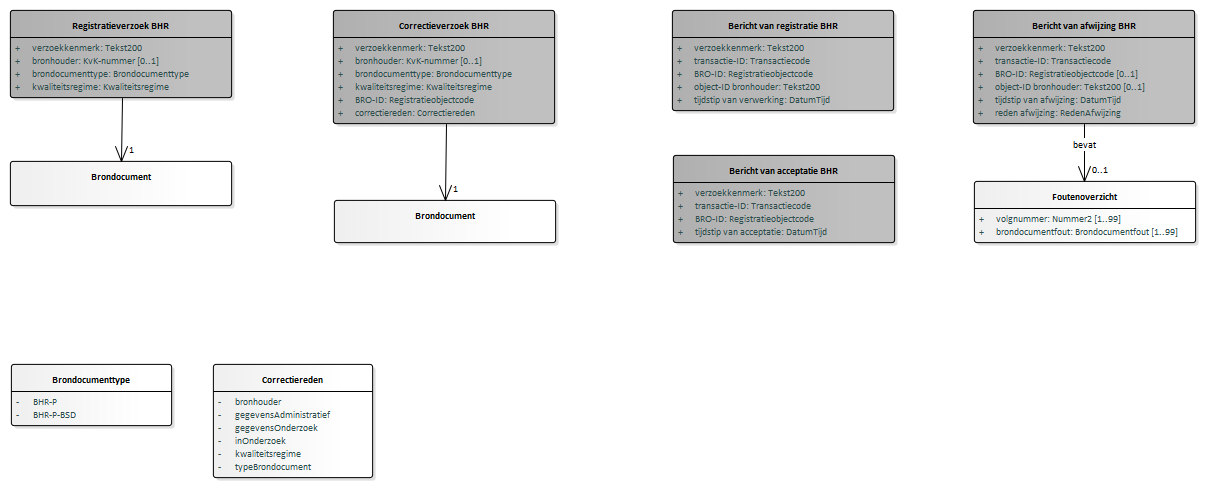 Registratieverzoek BHR
+ verzoekkenmerk: Tekst200
+ bronhouder: KvK-nummer [0..1]
+ brondocumenttype: Brondocumenttype
+ kwaliteitsregime: Kwaliteitsregime
1
Brondocument
Correctieverzoek BHR
+ verzoekkenmerk: Tekst200
+ bronhouder: KvK-nummer [0..1]
+ brondocumenttype: Brondocumenttype
+ kwaliteitsregime: Kwaliteitsregime
+ BRO-ID: Registratieobjectcode
+ correctiereden: Correctiereden
1
Brondocument
Bericht van registratie BHR
+ verzoekkenmerk: Tekst200
+ transactie-ID: Transactiecode
+ BRO-ID: Registratieobjectcode
+ object-ID bronhouder: Tekst200
+ tijdstip van verwerking: DatumTijd
Bericht van acceptatie BHR
+ verzoekkenmerk: Tekst200
+ transactie-ID: Transactiecode
+ BRO-ID: Registratieobjectcode
+ tijdstip van acceptatie: DatumTijd
Bericht van afwijzing BHR
+ verzoekkenmerk: Tekst200
+ transactie-ID: Transactiecode
+ BRO-ID: Registratieobjectcode [0..1]
+ object-ID bronhouder: Tekst200 [0..1]
+ tijdstip van afwijzing: DatumTijd
+ reden afwijzing: RedenAfwijzing
bevat
0..1
Foutenoverzicht
+ volgnummer: Nummer2 [1..99]
+ brondocumentfout: Brondocumentfout [1..99]
Brondocumenttype
- BHR-P
- BHR-P-BSD
Correctiereden
- bronhouder
- gegevensAdministratief
- gegevensOnderzoek
- inOnderzoek
- kwaliteitsregime
- typeBrondocument